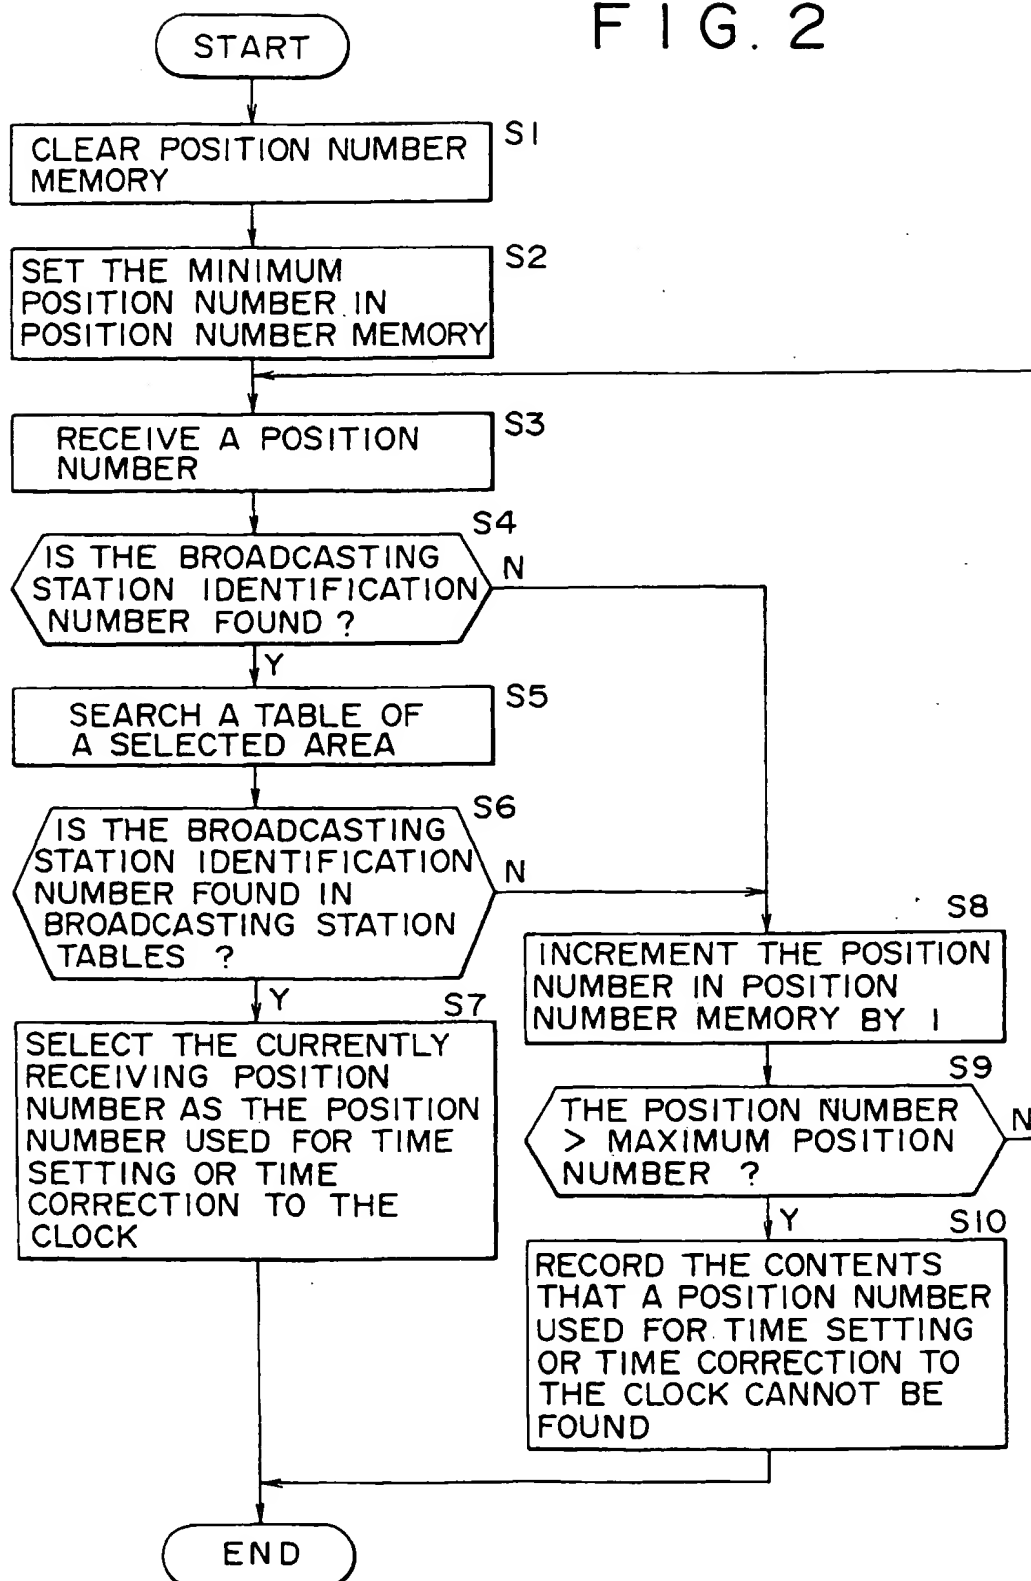 FIG. 2
START
S1
CLEAR POSITION NUMBER
MEMORY
S2
SET THE MINIMUM
POSITION NUMBER IN
POSITION NUMBER MEMORY
S3
RECEIVE A POSITION
NUMBER
S4
IS THE BROADCASTING
STATION IDENTIFICATION
NUMBER FOUND ?
N
Y
S5
SEARCH A TABLE OF
A SELECTED AREA
S6
IS THE BROADCASTING
STATION IDENTIFICATION
NUMBER FOUND IN
BROADCASTING STATION
TABLES ?
N
Y
S7
SELECT THE CURRENTLY
RECEIVING POSITION
NUMBER AS THE POSITION
NUMBER USED FOR TIME
SETTING OR TIME
CORRECTION TO THE
CLOCK
S8
INCREMENT THE POSITION
NUMBER IN POSITION
NUMBER MEMORY BY 1
S9
THE POSITION NUMBER
> MAXIMUM POSITION
NUMBER ?
N
Y
S10
RECORD THE CONTENTS
THAT A POSITION NUMBER
USED FOR TIME SETTING
OR TIME CORRECTION TO
THE CLOCK CANNOT BE
FOUND
END